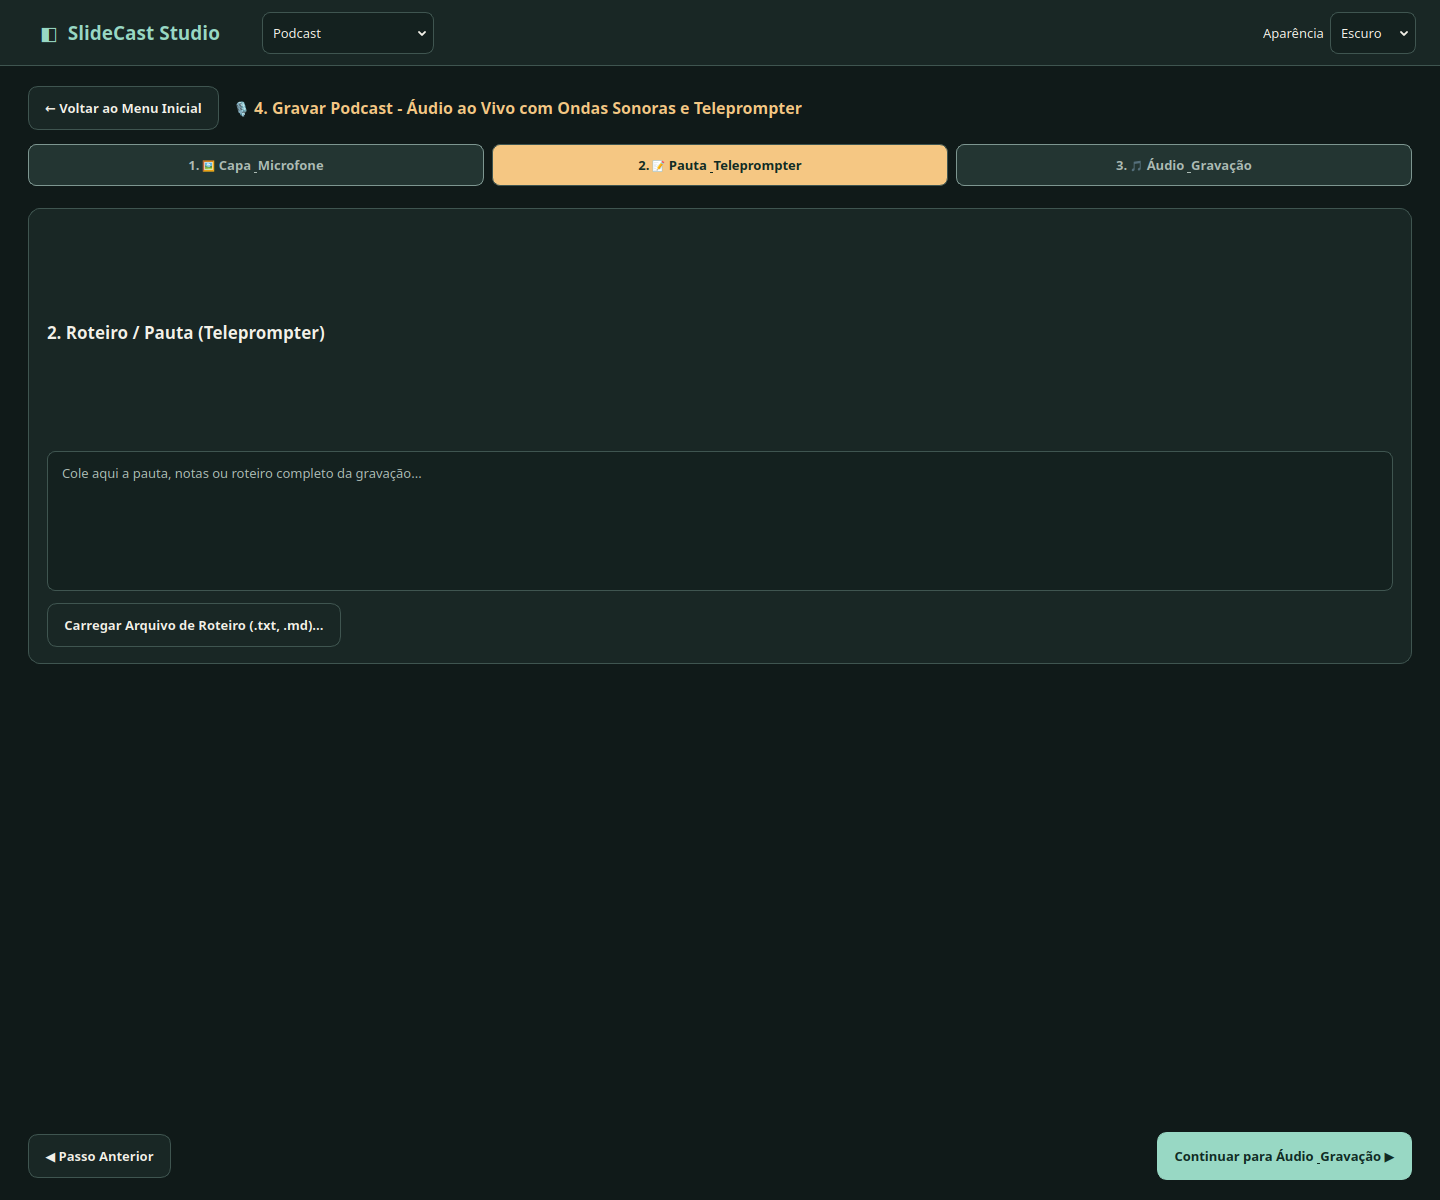 SlideCast Studio
Podcast
Aparência
Escuro
← Voltar ao Menu Inicial
🎙️ 4. Gravar Podcast - Áudio ao Vivo com Ondas Sonoras e Teleprompter
1. 🖼️ Capa _Microfone
2. 📝 Pauta _Teleprompter
3. 🎵 Áudio _Gravação
2. Roteiro / Pauta (Teleprompter)
Cole aqui a pauta, notas ou roteiro completo da gravação...
Carregar Arquivo de Roteiro (.txt, .md)...
◀ Passo Anterior
Continuar para Áudio _Gravação ▶